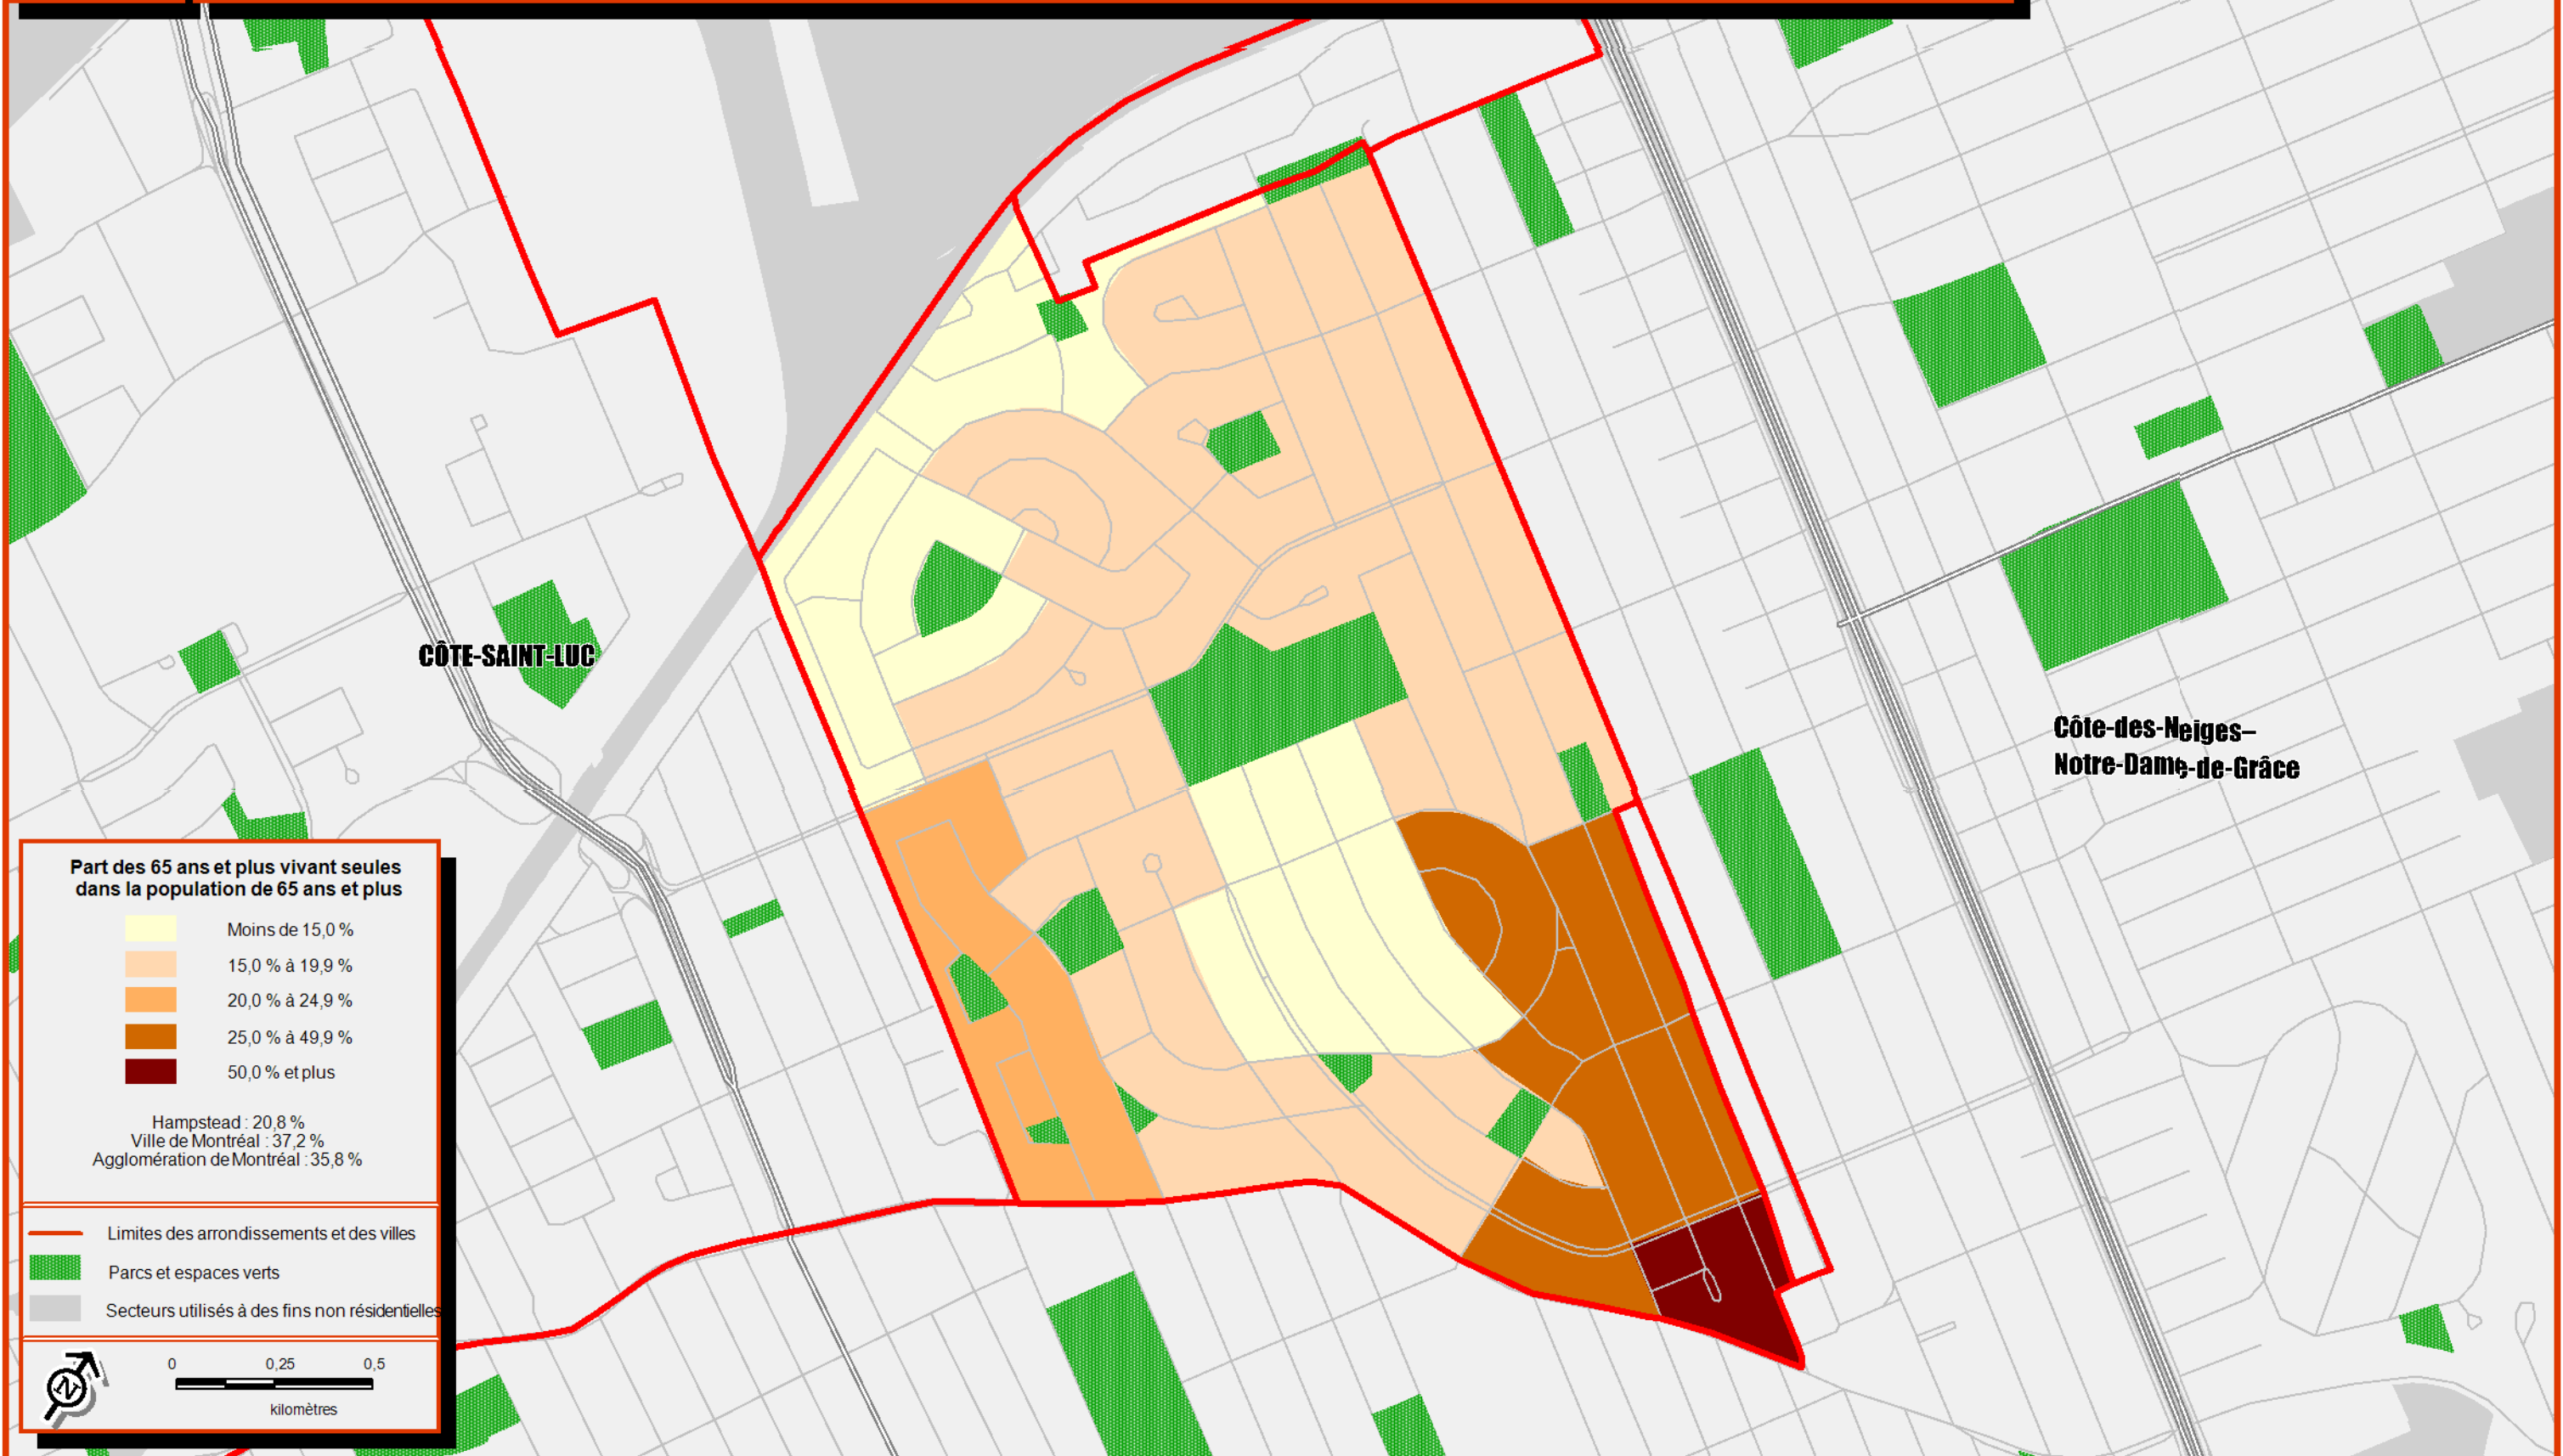 CÔTE-SAINT-LUC
Côte-des-Neiges–
Notre-Dame-de-Grâce
Part des 65 ans et plus vivant seules
dans la population de 65 ans et plus
Moins de 15,0 %
15,0 % à 19,9 %
20,0 % à 24,9 %
25,0 % à 49,9 %
50,0 % et plus
Hampstead : 20,8 %
Ville de Montréal : 37,2 %
Agglomération de Montréal : 35,8 %
Limites des arrondissements et des villes
Parcs et espaces verts
Secteurs utilisés à des fins non résidentielles
N
0 0,25 0,5
kilomètres